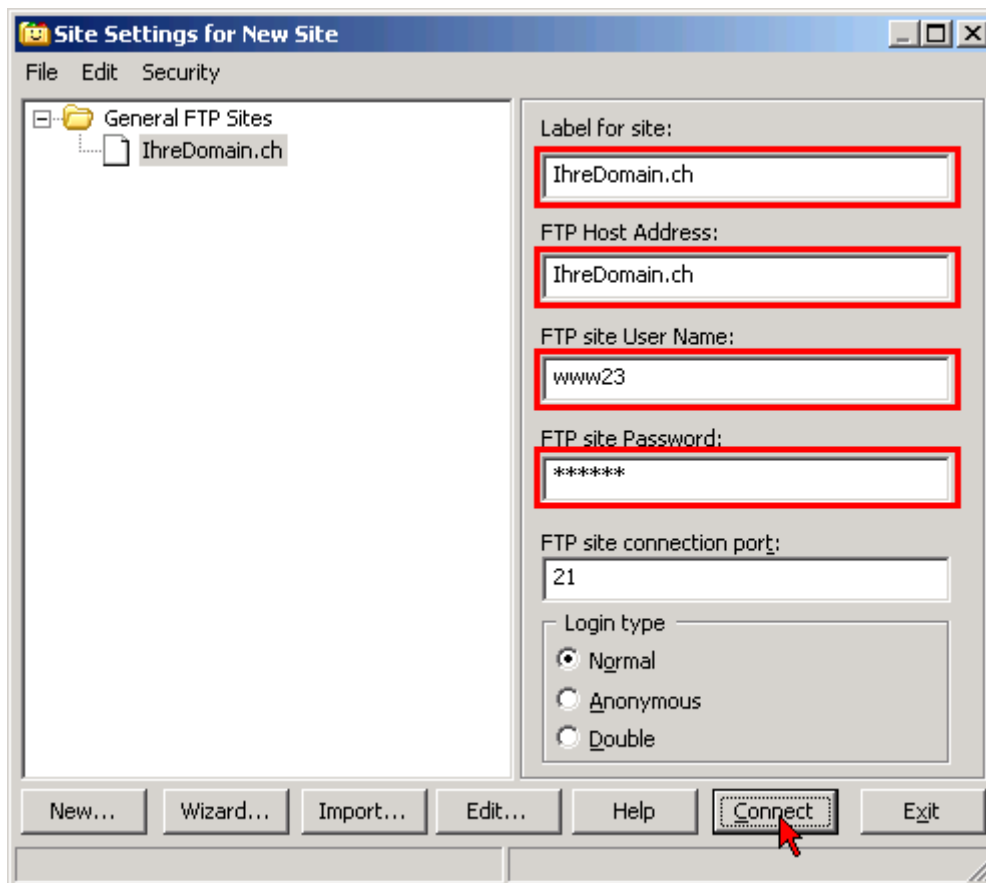 Site Settings for New Site
File Edit Security
General FTP Sites
IhreDomain.ch
Label for site:
IhreDomain.ch
FTP Host Address:
IhreDomain.ch
FTP site User Name:
www23
FTP site Password:
******
FTP site connection port:
21
Login type
Normal
Anonymous
Double
New... Wizard... Import... Edit... Help Connect Exit